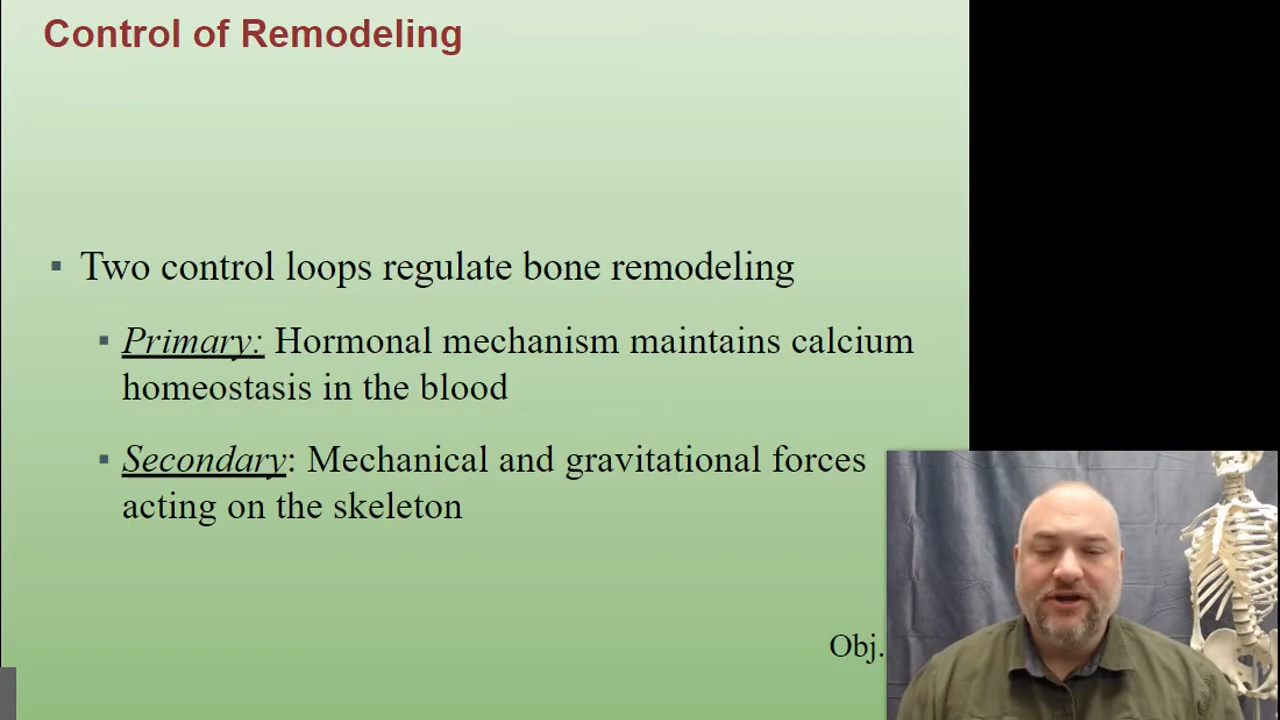 Control of Remodeling
▪ Two control loops regulate bone remodeling
▪ Primary: Hormonal mechanism maintains calcium
homeostasis in the blood
▪ Secondary: Mechanical and gravitational forces
acting on the skeleton
Obj.